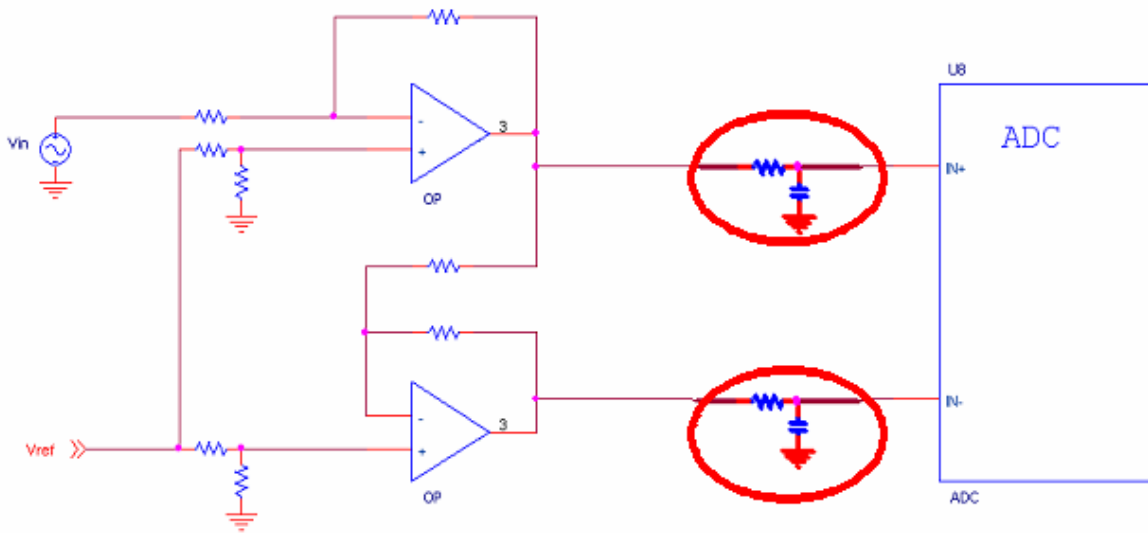 U8
ADC
Vin
-
3
+
IN+
OP
-
3
IN-
Vref
+
OP
ADC